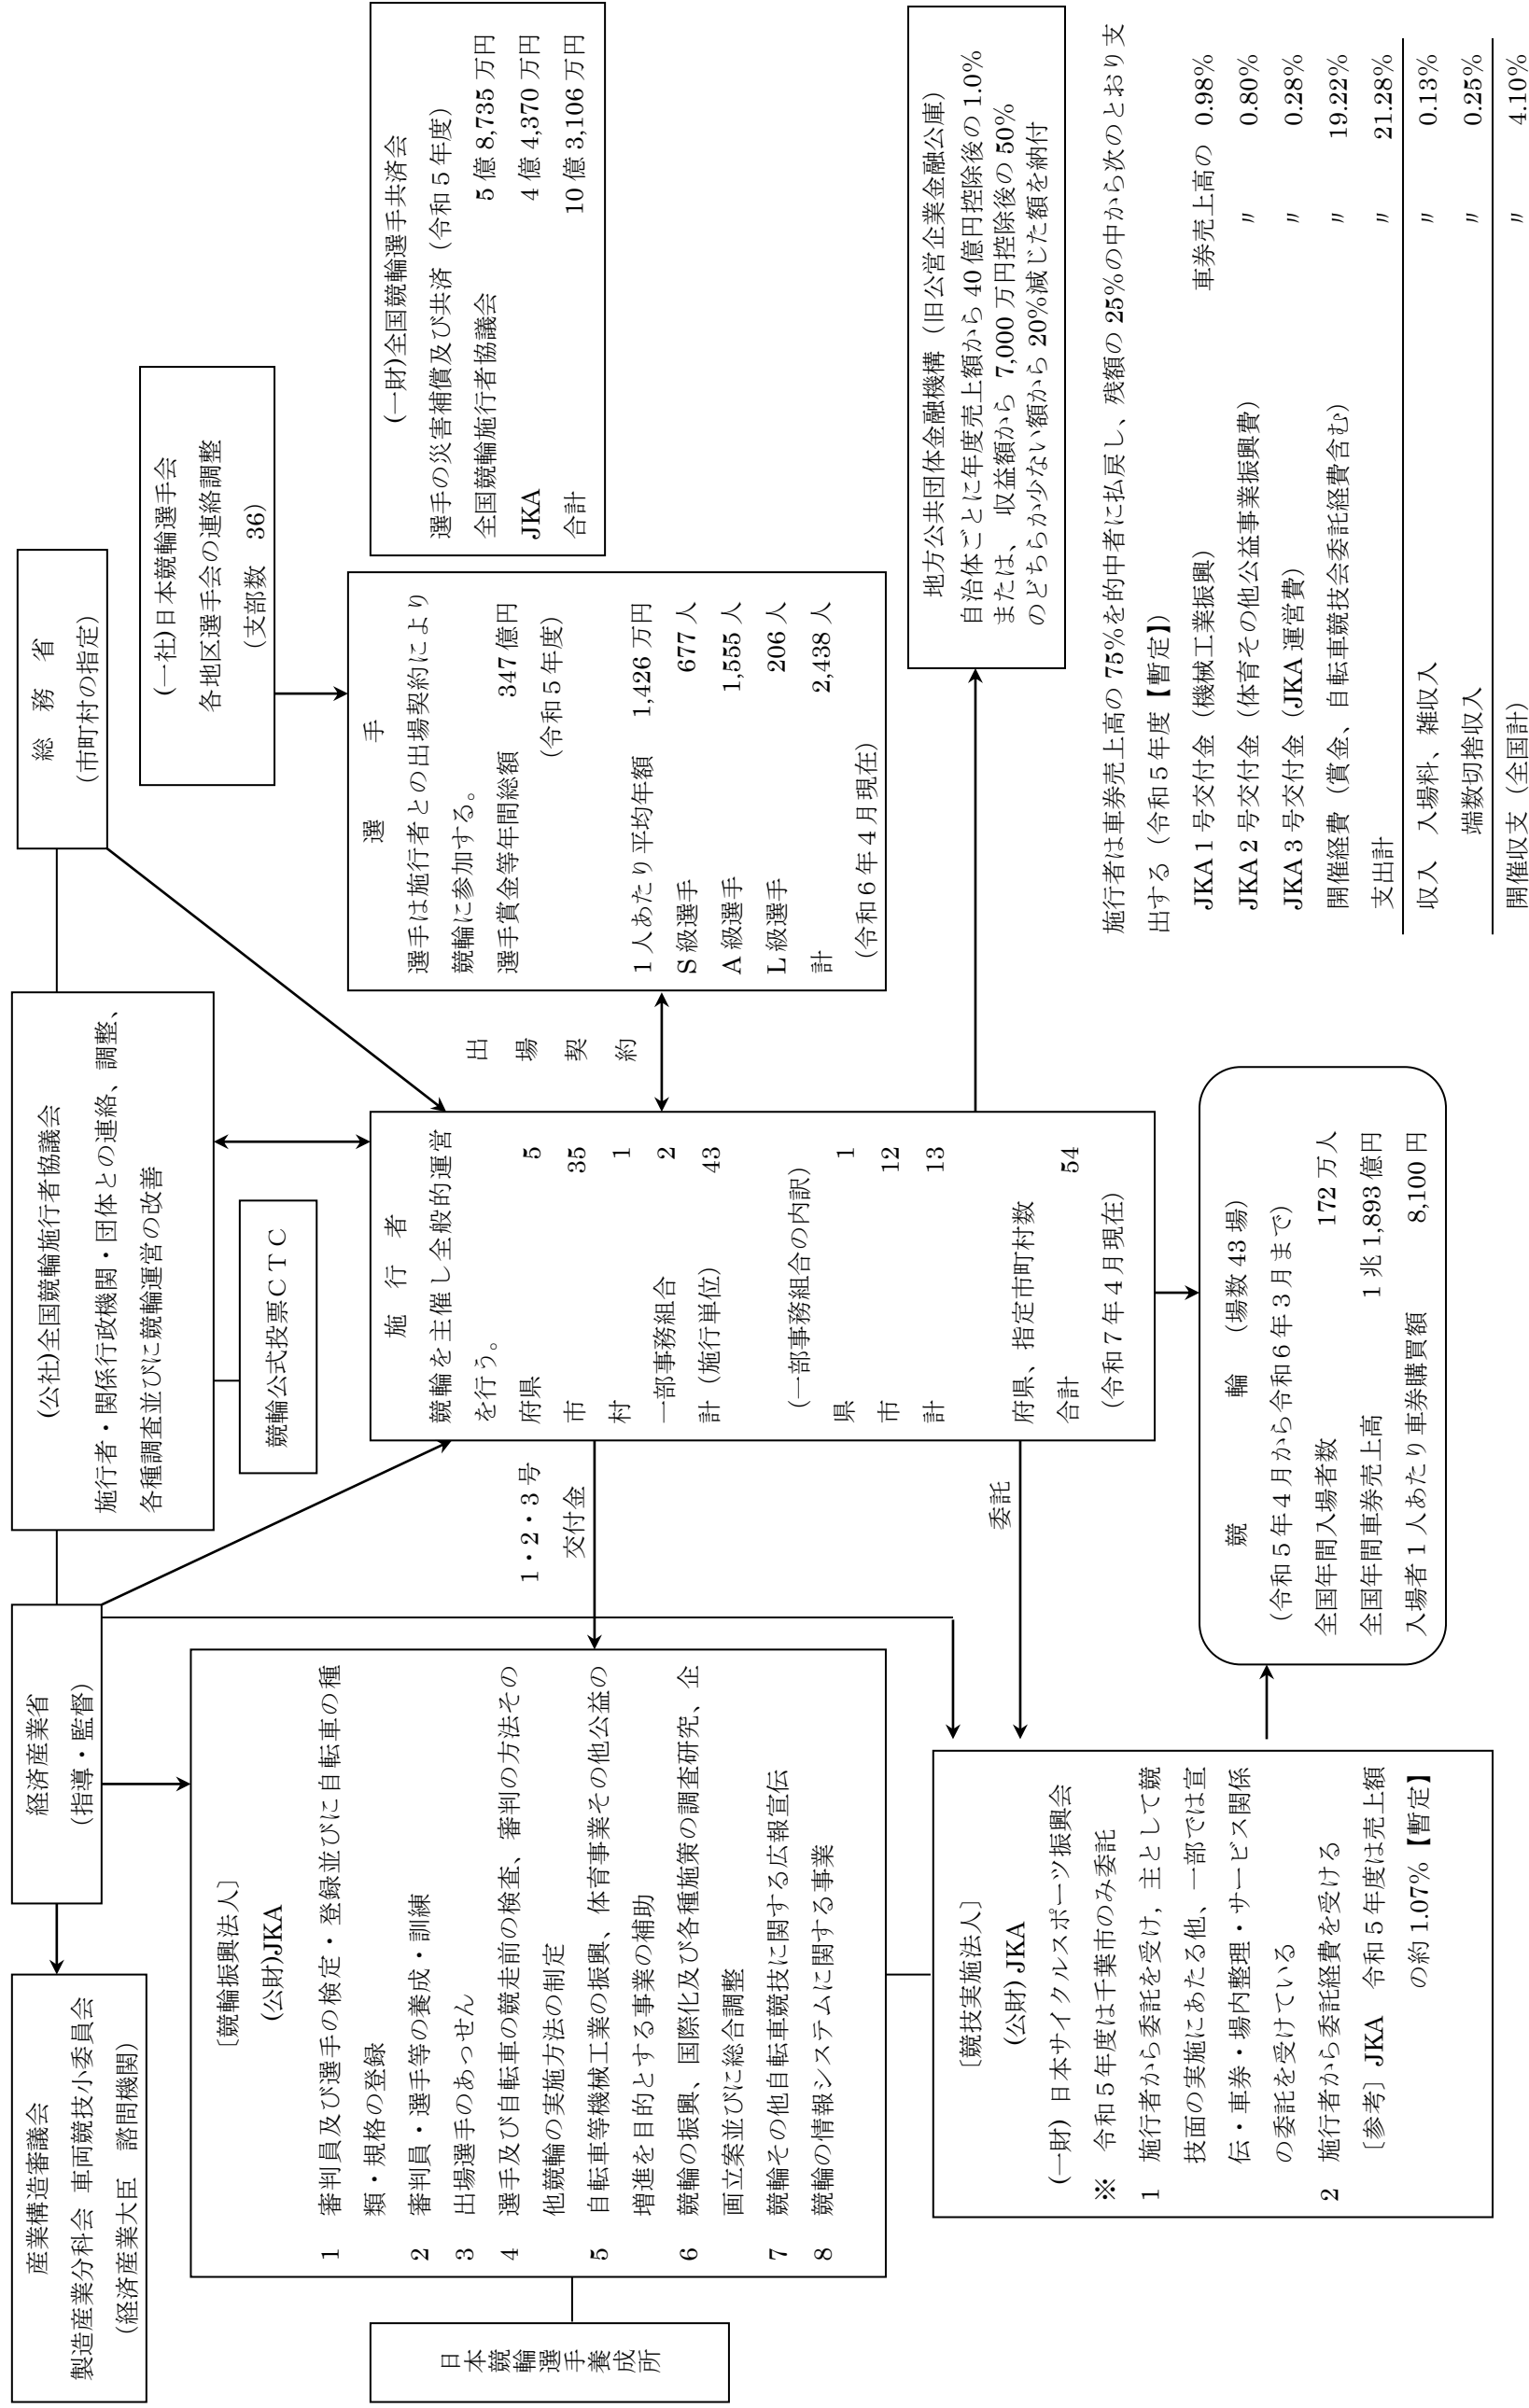 産業構造審議会
製造産業分科会　車両競技小委員会
（経済産業大臣　諮問機関）
経済産業省
(指導・監督)
(公社)全国競輪施行者協議会
施行者・関係行政機関・団体との連絡、調整、
各種調査並びに競輪運営の改善
競輪公式投票ＣＴＣ
総　務　省
(市町村の指定)
(一社)日本競輪選手会
各地区選手会の連絡調整
（支部数　36）
日本競輪選手養成所
〔競輪振興法人〕
(公財)JKA
1　審判員及び選手の検定・登録並びに自転車の種
類・規格の登録
2　審判員・選手等の養成・訓練
3　出場選手のあっせん
4　選手及び自転車の競走前の検査、審判の方法その
他競輪の実施方法の制定
5　自転車等機械工業の振興、体育事業その他公益の
増進を目的とする事業の補助
6　競輪の振興、国際化及び各種施策の調査研究、企
画立案並びに総合調整
7　競輪その他自転車競技に関する広報宣伝
8　競輪の情報システムに関する事業
1・2・3号
交付金
施　行　者
競輪を主催し全般的運営
を行う。
府県　5
市　35
村　1
一部事務組合　2
計（施行単位）　43
（一部事務組合の内訳）
県　1
市　12
計　13
府県、指定市町村数
合計　54
（令和７年４月現在）
出場契約
選　　　手
選手は施行者との出場契約により
競輪に参加する。
選手賞金等年間総額　347 億円
（令和５年度）
1 人あたり平均年額　1,426 万円
S 級選手　677 人
A 級選手　1,555 人
L 級選手　206 人
計　2,438 人
（令和６年４月現在）
(一財)全国競輪選手共済会
選手の災害補償及び共済（令和５年度）
全国競輪施行者協議会　5 億 8,735 万円
JKA　4 億 4,370 万円
合計　10 億 3,106 万円
委託
〔競技実施法人〕
(公財) JKA
(一財）日本サイクルスポーツ振興会
※　令和５年度は千葉市のみ委託
1　施行者から委託を受け，主として競
技面の実施にあたる他、一部では宣
伝・車券・場内整理・サービス関係
の委託を受けている
2　施行者から委託経費を受ける
〔参考〕JKA　令和５年度は売上額
の約 1.07%【暫定】
競　　　輪　（場数 43 場）
（令和５年４月から令和６年３月まで）
全国年間入場者数　172 万人
全国年間車券売上高　1 兆 1,893 億円
入場者 1 人あたり車券購買額　8,100 円
地方公共団体金融機構（旧公営企業金融公庫）
自治体ごとに年度売上額から 40 億円控除後の 1.0%
または、　収益額から　7,000 万円控除後の 50%
のどちらか少ない額から 20%減じた額を納付
施行者は車券売上高の 75%を的中者に払戻し、残額の 25%の中から次のとおり支
出する（令和５年度【暫定】）
JKA 1 号交付金（機械工業振興）　車券売上高の　0.98%
JKA 2 号交付金（体育その他公益事業振興費）　〃　0.80%
JKA 3 号交付金（JKA 運営費）　〃　0.28%
開催経費（賞金、自転車競技会委託経費含む）　〃　19.22%
支出計　〃　21.28%
収入　入場料、雑収入　〃　0.13%
端数切捨収入　〃　0.25%
開催収支（全国計）　〃　4.10%